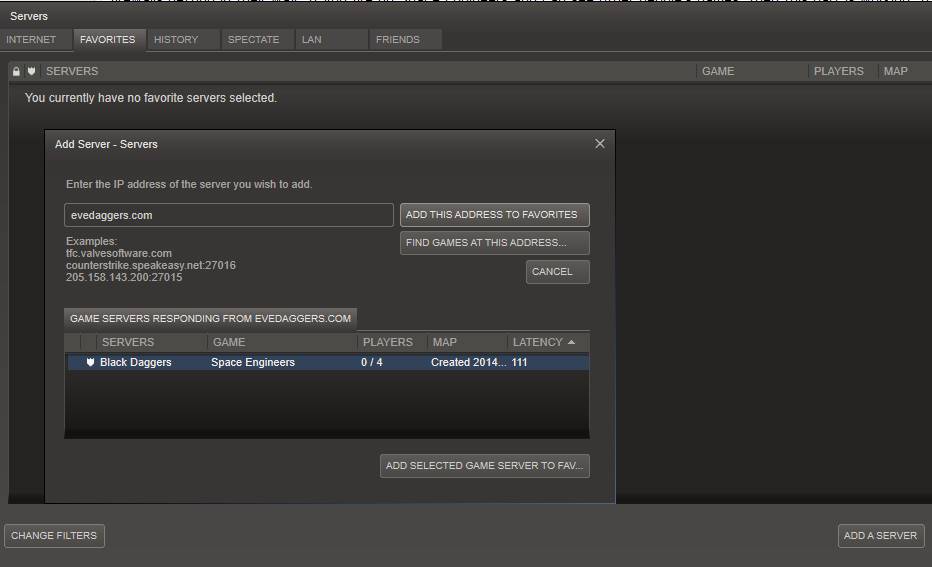 Servers
INTERNET FAVORITES HISTORY SPECTATE LAN FRIENDS
SERVERS GAME PLAYERS MAP
You currently have no favorite servers selected.
Add Server - Servers
Enter the IP address of the server you wish to add.
evedaggers.com ADD THIS ADDRESS TO FAVORITES
Examples: FIND GAMES AT THIS ADDRESS...
tfc.valvesoftware.com
counterstrike.speakeasy.net:27016
205.158.143.200:27015
CANCEL
GAME SERVERS RESPONDING FROM EVEDAGGERS.COM
SERVERS GAME PLAYERS MAP LATENCY
Black Daggers Space Engineers 0 / 4 Created 2014... 111
ADD SELECTED GAME SERVER TO FAV...
CHANGE FILTERS ADD A SERVER